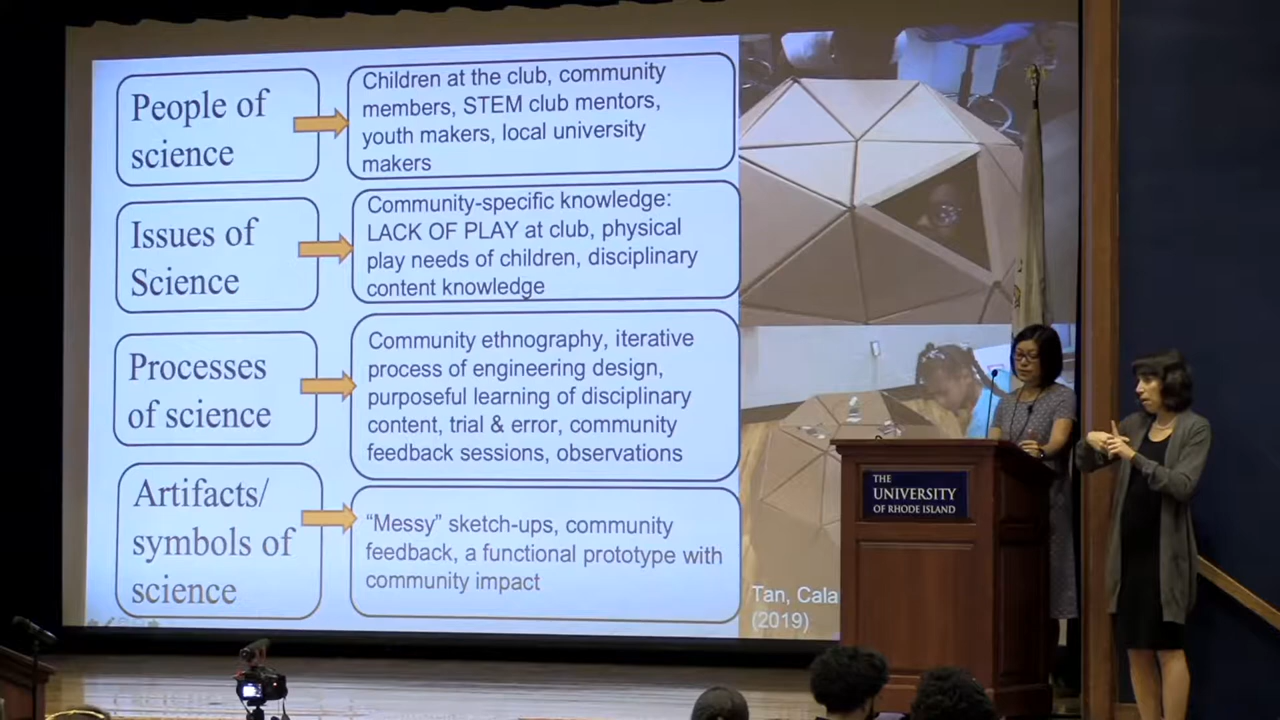 People of
science
Children at the club, community
members, STEM club mentors,
youth makers, local university
makers
Issues of
Science
Community-specific knowledge:
LACK OF PLAY at club, physical
play needs of children, disciplinary
content knowledge
Processes
of science
Community ethnography, iterative
process of engineering design,
purposeful learning of disciplinary
content, trial & error, community
feedback sessions, observations
Artifacts/
symbols of
science
“Messy” sketch-ups, community
feedback, a functional prototype with
community impact
Tan, Cala
(2019)
THE
UNIVERSITY
OF RHODE ISLAND